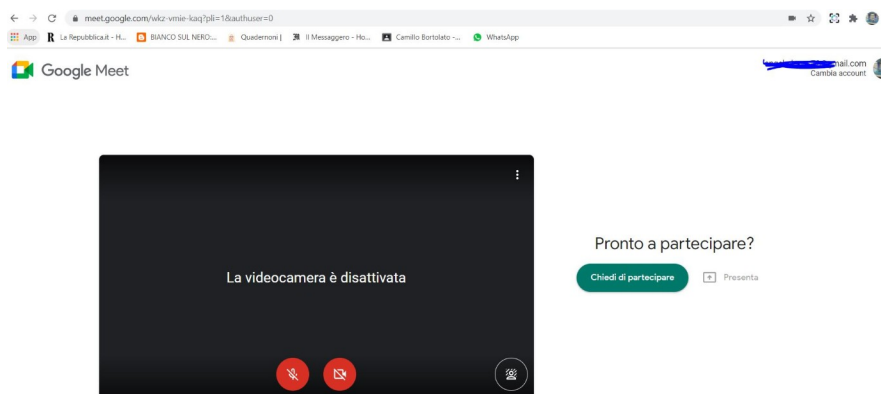 meet.google.com/wkz-vmie-kaq?pli=1&authuser=0
App La Repubblica.it - H... BIANCO SUL NERO:... Quadernoni | Il Messaggero - Ho... Camillo Bortolato -... WhatsApp
Google Meet
mail.com
Cambia account
La videocamera è disattivata
Pronto a partecipare?
Chiedi di partecipare Presenta